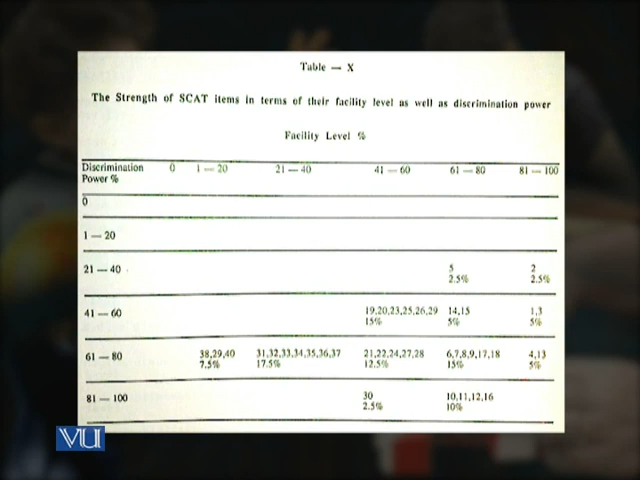 Table — X
The Strength of SCAT items in terms of their facility level as well as discrimination power
Facility Level %
Discrimination Power % 0 1 — 20 21 — 40 41 — 60 61 — 80 81 — 100
0
1 — 20
21 — 40 5 2
2.5% 2.5%
41 — 60 19,20,23,25,26,29 14,15 1,3
15% 5% 5%
61 — 80 38,29,40 31,32,33,34,35,36,37 21,22,24,27,28 6,7,8,9,17,18 4,13
7.5% 17.5% 12.5% 15% 5%
81 — 100 30 10,11,12,16
2.5% 10%
VU